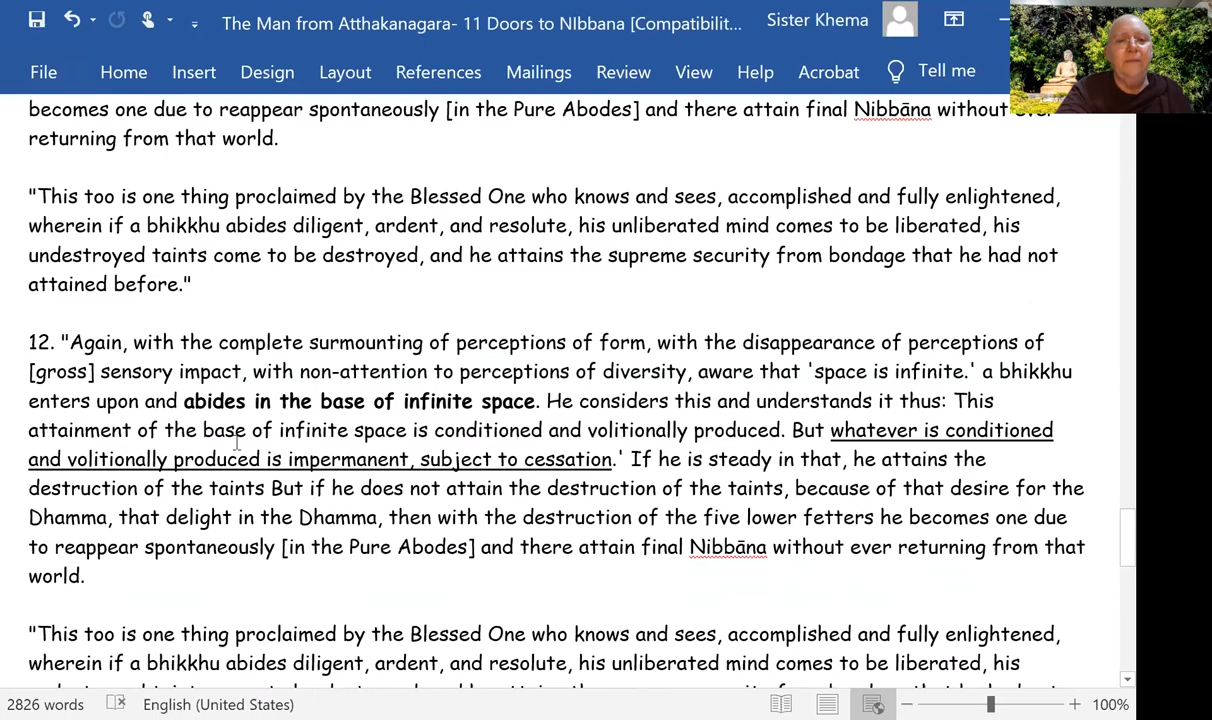 The Man from Atthakanagara- 11 Doors to NIbbana [Compatibilit...
Sister Khema
File Home Insert Design Layout References Mailings Review View Help Acrobat Tell me
becomes one due to reappear spontaneously [in the Pure Abodes] and there attain final Nibbāna without ever
returning from that world.
"This too is one thing proclaimed by the Blessed One who knows and sees, accomplished and fully enlightened,
wherein if a bhikkhu abides diligent, ardent, and resolute, his unliberated mind comes to be liberated, his
undestroyed taints come to be destroyed, and he attains the supreme security from bondage that he had not
attained before."
12. "Again, with the complete surmounting of perceptions of form, with the disappearance of perceptions of
[gross] sensory impact, with non-attention to perceptions of diversity, aware that 'space is infinite.' a bhikkhu
enters upon and abides in the base of infinite space. He considers this and understands it thus: This
attainment of the base of infinite space is conditioned and volitionally produced. But whatever is conditioned
and volitionally produced is impermanent, subject to cessation.' If he is steady in that, he attains the
destruction of the taints But if he does not attain the destruction of the taints, because of that desire for the
Dhamma, that delight in the Dhamma, then with the destruction of the five lower fetters he becomes one due
to reappear spontaneously [in the Pure Abodes] and there attain final Nibbāna without ever returning from that
world.
"This too is one thing proclaimed by the Blessed One who knows and sees, accomplished and fully enlightened,
wherein if a bhikkhu abides diligent, ardent, and resolute, his unliberated mind comes to be liberated, his
2826 words English (United States) 100%